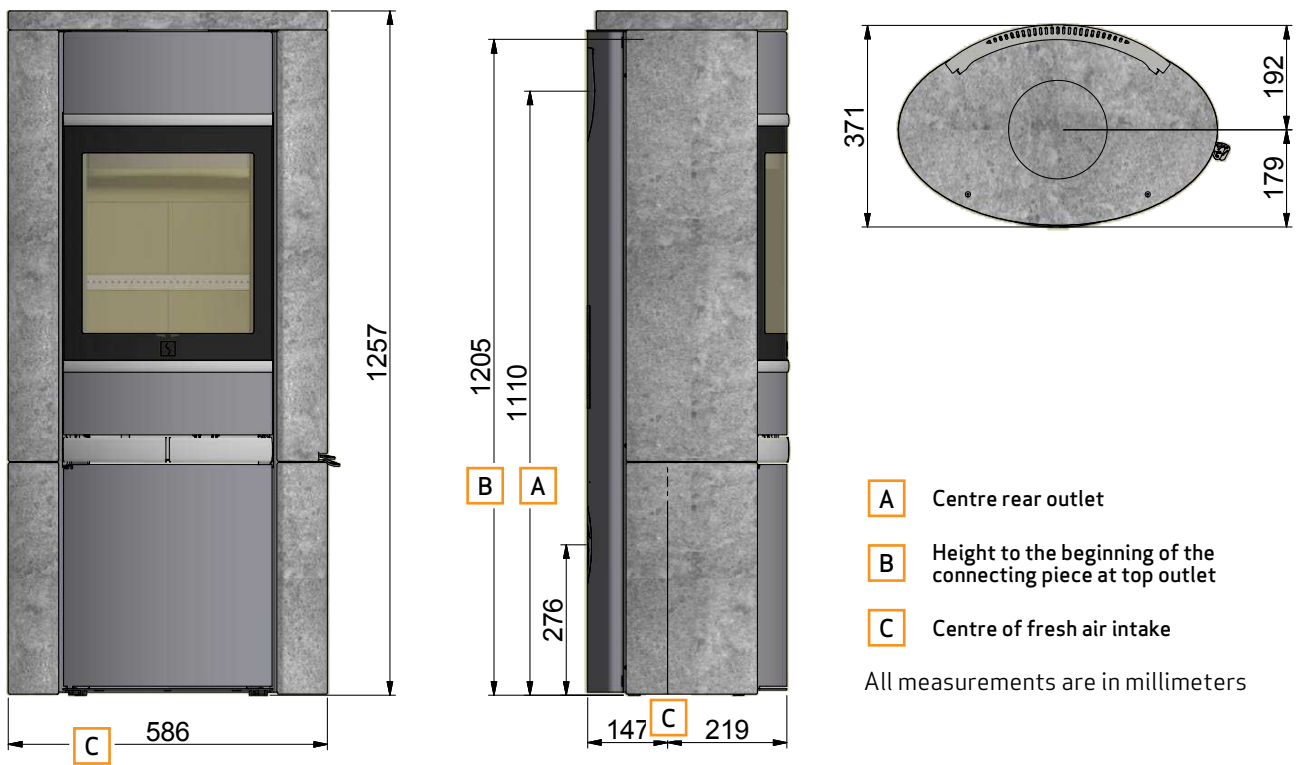 371
192
179
1257
1205
1110
B
A
276
A Centre rear outlet
B Height to the beginning of the
connecting piece at top outlet
C Centre of fresh air intake
All measurements are in millimeters
586
C
147
C
219